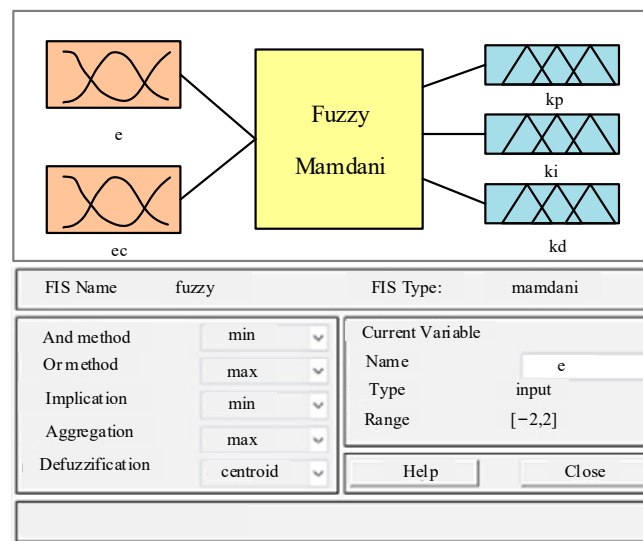 e
ec
Fuzzy
Mamdani
kp
ki
kd
FIS Name fuzzy FIS Type: mamdani
And method min
Or method max
Implication min
Aggregation max
Defuzzification centroid
Current Variable
Name e
Type input
Range [−2,2]
Help Close